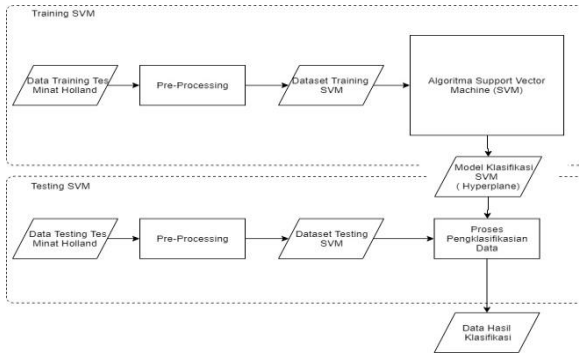 Training SVM
Data Training Tes
Minat Holland
Pre-Processing
Dataset Training
SVM
Algoritma Support Vector
Machine (SVM)
Model Klasifikasi
SVM
( Hyperplane)
Testing SVM
Data Testing Tes
Minat Holland
Pre-Processing
Dataset Testing
SVM
Proses
Pengklasifikasian
Data
Data Hasil
Klasifikasi